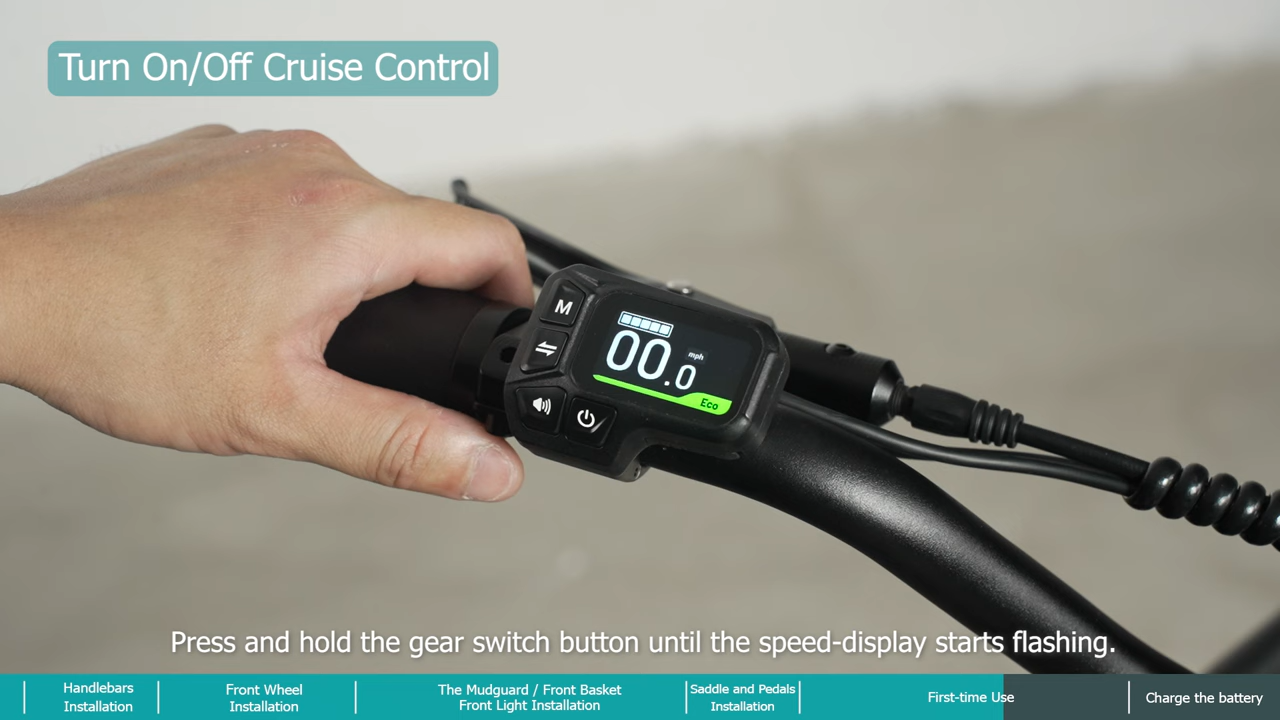 Turn On/Off Cruise Control
M
00.0 mph
Eco
Press and hold the gear switch button until the speed-display starts flashing.
Handlebars
Installation
Front Wheel
Installation
The Mudguard / Front Basket
Front Light Installation
Saddle and Pedals
Installation
First-time Use
Charge the battery